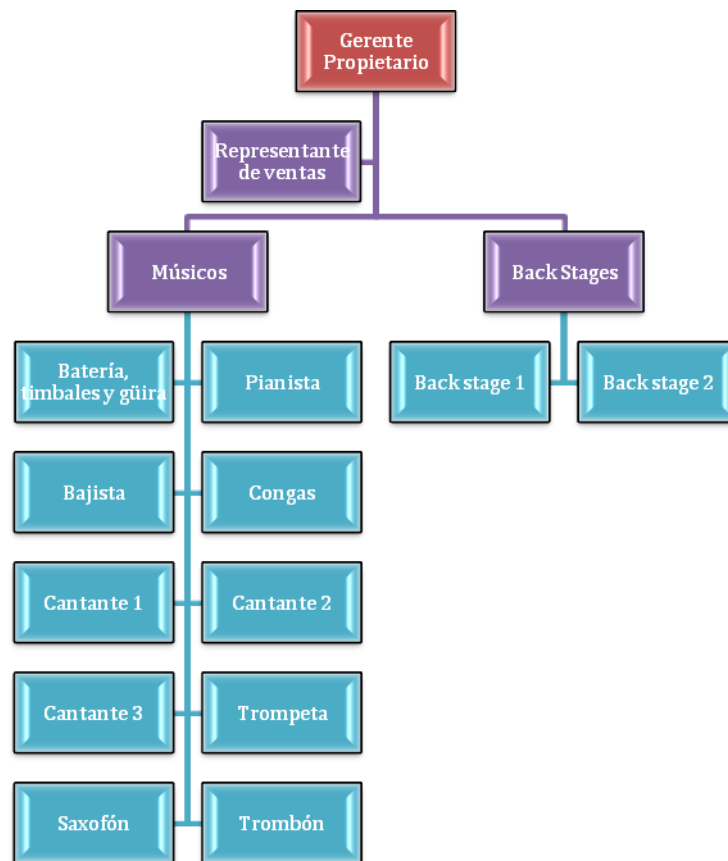 Gerente
Propietario
Representante
de ventas
Músicos
Back Stages
Batería,
timbales y güira
Pianista
Back stage 1
Back stage 2
Bajista
Congas
Cantante 1
Cantante 2
Cantante 3
Trompeta
Saxofón
Trombón